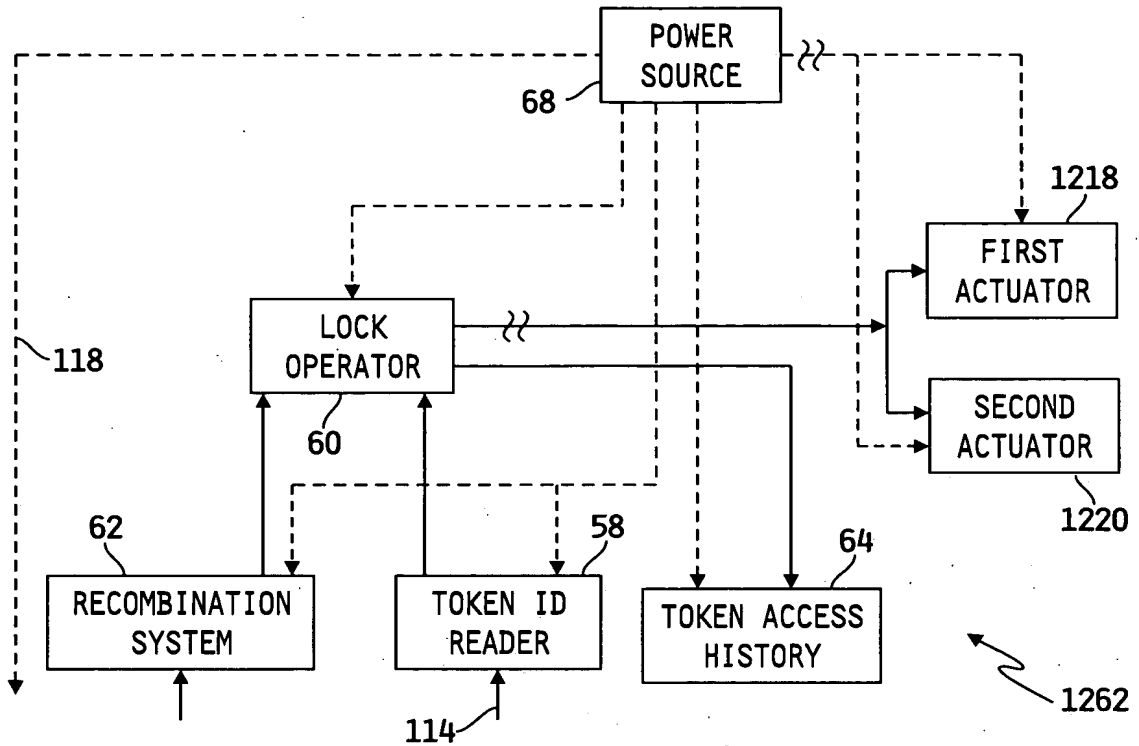 POWER
SOURCE
68
1218
FIRST
ACTUATOR
LOCK
OPERATOR
118
60
SECOND
ACTUATOR
1220
62
58
64
RECOMBINATION
SYSTEM
TOKEN ID
READER
TOKEN ACCESS
HISTORY
114
1262